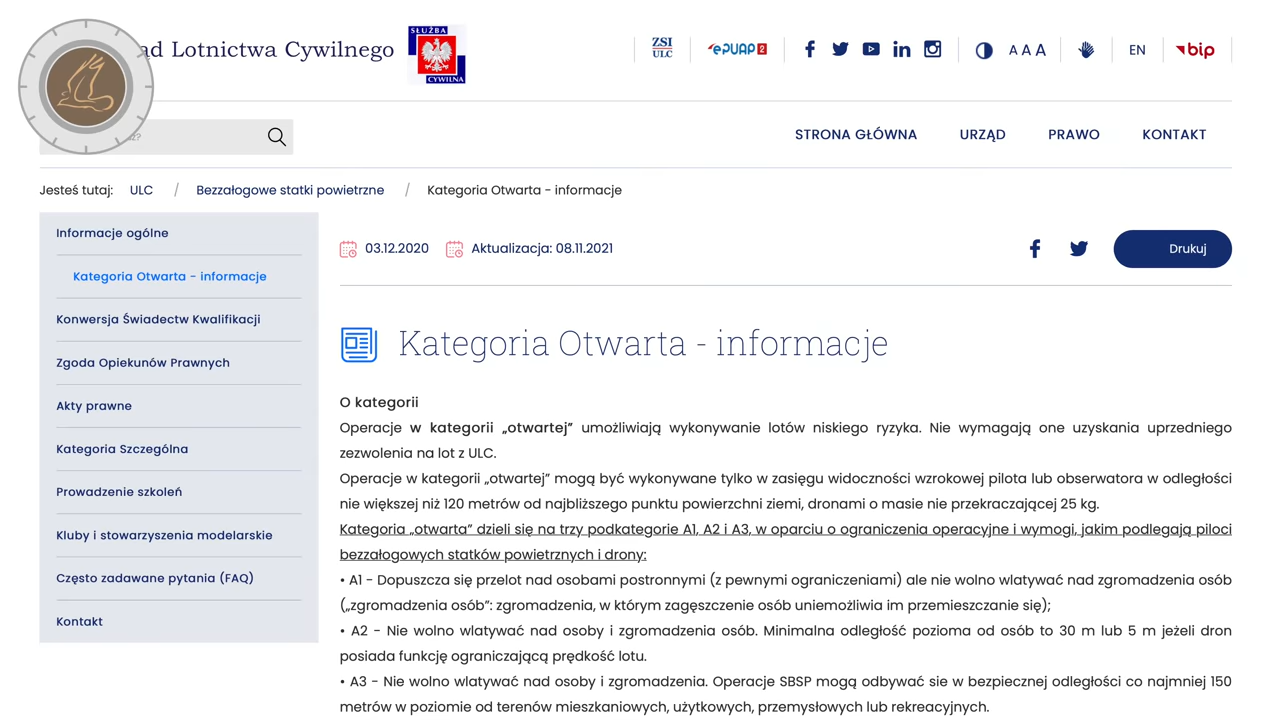 ad Lotnictwa Cywilnego
SŁUŻBA
CYWILNA
ZSI
ULC
ePUAP2
A A A
EN
bip
STRONA GŁÓWNA
URZĄD
PRAWO
KONTAKT
Jesteś tutaj: ULC / Bezzałogowe statki powietrzne / Kategoria Otwarta - informacje
Informacje ogólne
Kategoria Otwarta - informacje
Konwersja Świadectw Kwalifikacji
Zgoda Opiekunów Prawnych
Akty prawne
Kategoria Szczególna
Prowadzenie szkoleń
Kluby i stowarzyszenia modelarskie
Często zadawane pytania (FAQ)
Kontakt
03.12.2020
Aktualizacja: 08.11.2021
Drukuj
Kategoria Otwarta - informacje
O kategorii
Operacje w kategorii „otwartej” umożliwiają wykonywanie lotów niskiego ryzyka. Nie wymagają one uzyskania uprzedniego
zezwolenia na lot z ULC.
Operacje w kategorii „otwartej” mogą być wykonywane tylko w zasięgu widoczności wzrokowej pilota lub obserwatora w odległości
nie większej niż 120 metrów od najbliższego punktu powierzchni ziemi, dronami o masie nie przekraczającej 25 kg.
Kategoria „otwarta” dzieli się na trzy podkategorie A1, A2 i A3, w oparciu o ograniczenia operacyjne i wymogi, jakim podlegają piloci
bezzałogowych statków powietrznych i drony:
• A1 - Dopuszcza się przelot nad osobami postronnymi (z pewnymi ograniczeniami) ale nie wolno wlatywać nad zgromadzenia osób
(„zgromadzenia osób”: zgromadzenia, w którym zagęszczenie osób uniemożliwia im przemieszczanie się);
• A2 - Nie wolno wlatywać nad osoby i zgromadzenia osób. Minimalna odległość pozioma od osób to 30 m lub 5 m jeżeli dron
posiada funkcję ograniczającą prędkość lotu.
• A3 - Nie wolno wlatywać nad osoby i zgromadzenia. Operacje SBSP mogą odbywać sie w bezpiecznej odległości co najmniej 150
metrów w poziomie od terenów mieszkaniowych, użytkowych, przemysłowych lub rekreacyjnych.